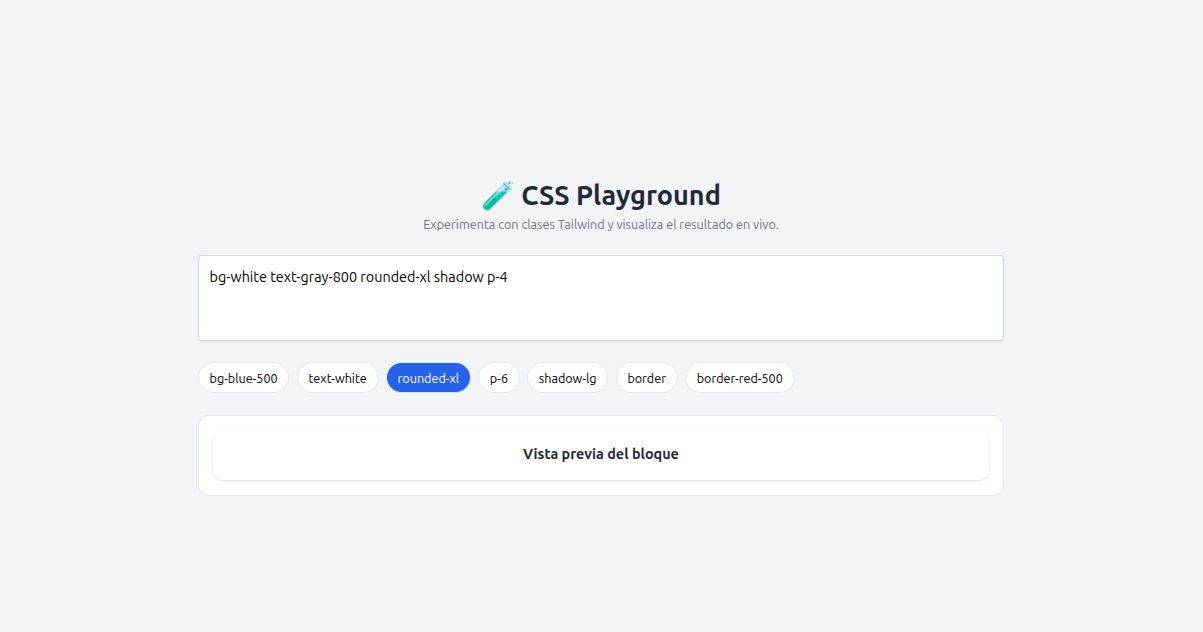 🧪 CSS Playground
Experimenta con clases Tailwind y visualiza el resultado en vivo.
bg-white text-gray-800 rounded-xl shadow p-4
bg-blue-500 text-white rounded-xl p-6 shadow-lg border border-red-500
Vista previa del bloque